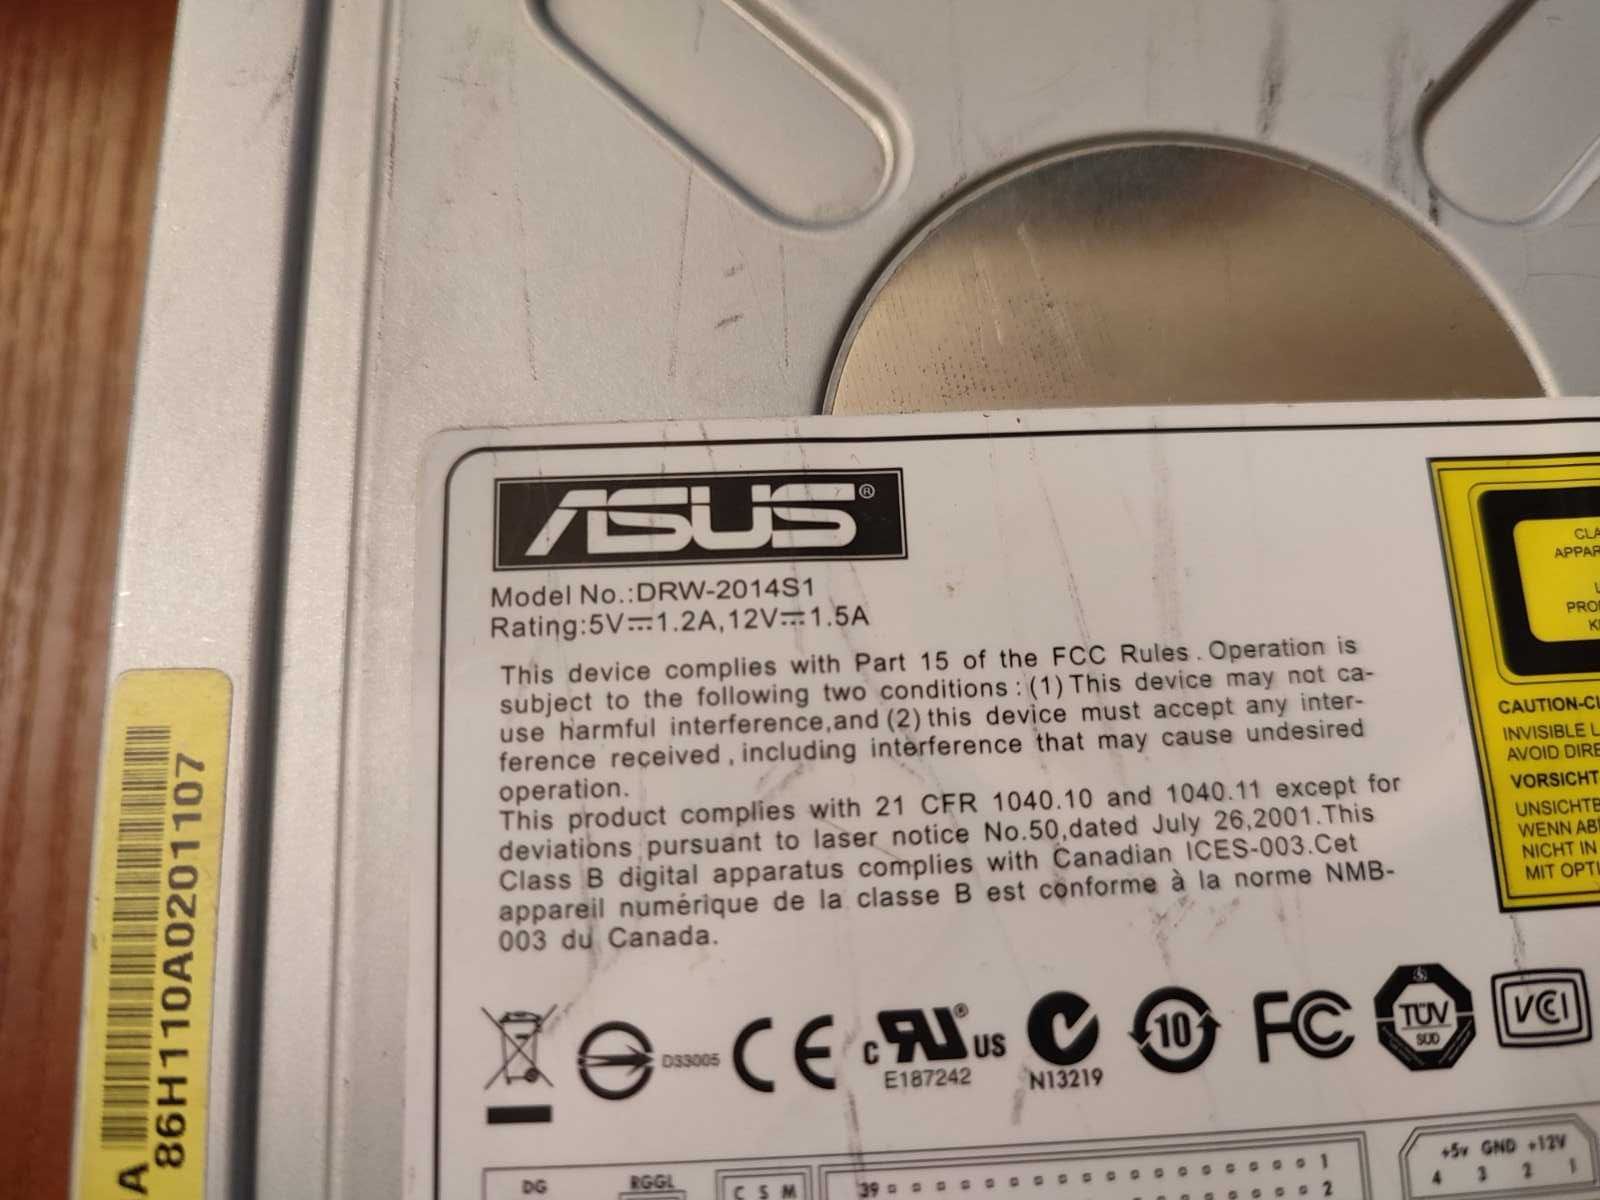 ASUS®
Model No.:DRW-2014S1
Rating:5V⎓1.2A,12V⎓1.5A
This device complies with Part 15 of the FCC Rules. Operation is
subject to the following two conditions: (1) This device may not ca-
use harmful interference,and (2) this device must accept any inter-
ference received, including interference that may cause undesired
operation.
This product complies with 21 CFR 1040.10 and 1040.11 except for
deviations pursuant to laser notice No.50,dated July 26,2001.This
Class B digital apparatus complies with Canadian ICES-003.Cet
appareil numérique de la classe B est conforme à la norme NMB-
003 du Canada.
D33005
CE
c RU® US
E187242
N13219
10
FC
TÜV
SÜD
VCI
DG
RGGL
C S M
39
1
2
+5v GND +12V
4 3 2 1
CAUTION-
INVISIBLE
AVOID
VORSICHT
WENN
NICHT IN
MIT
A
86H110A0201107